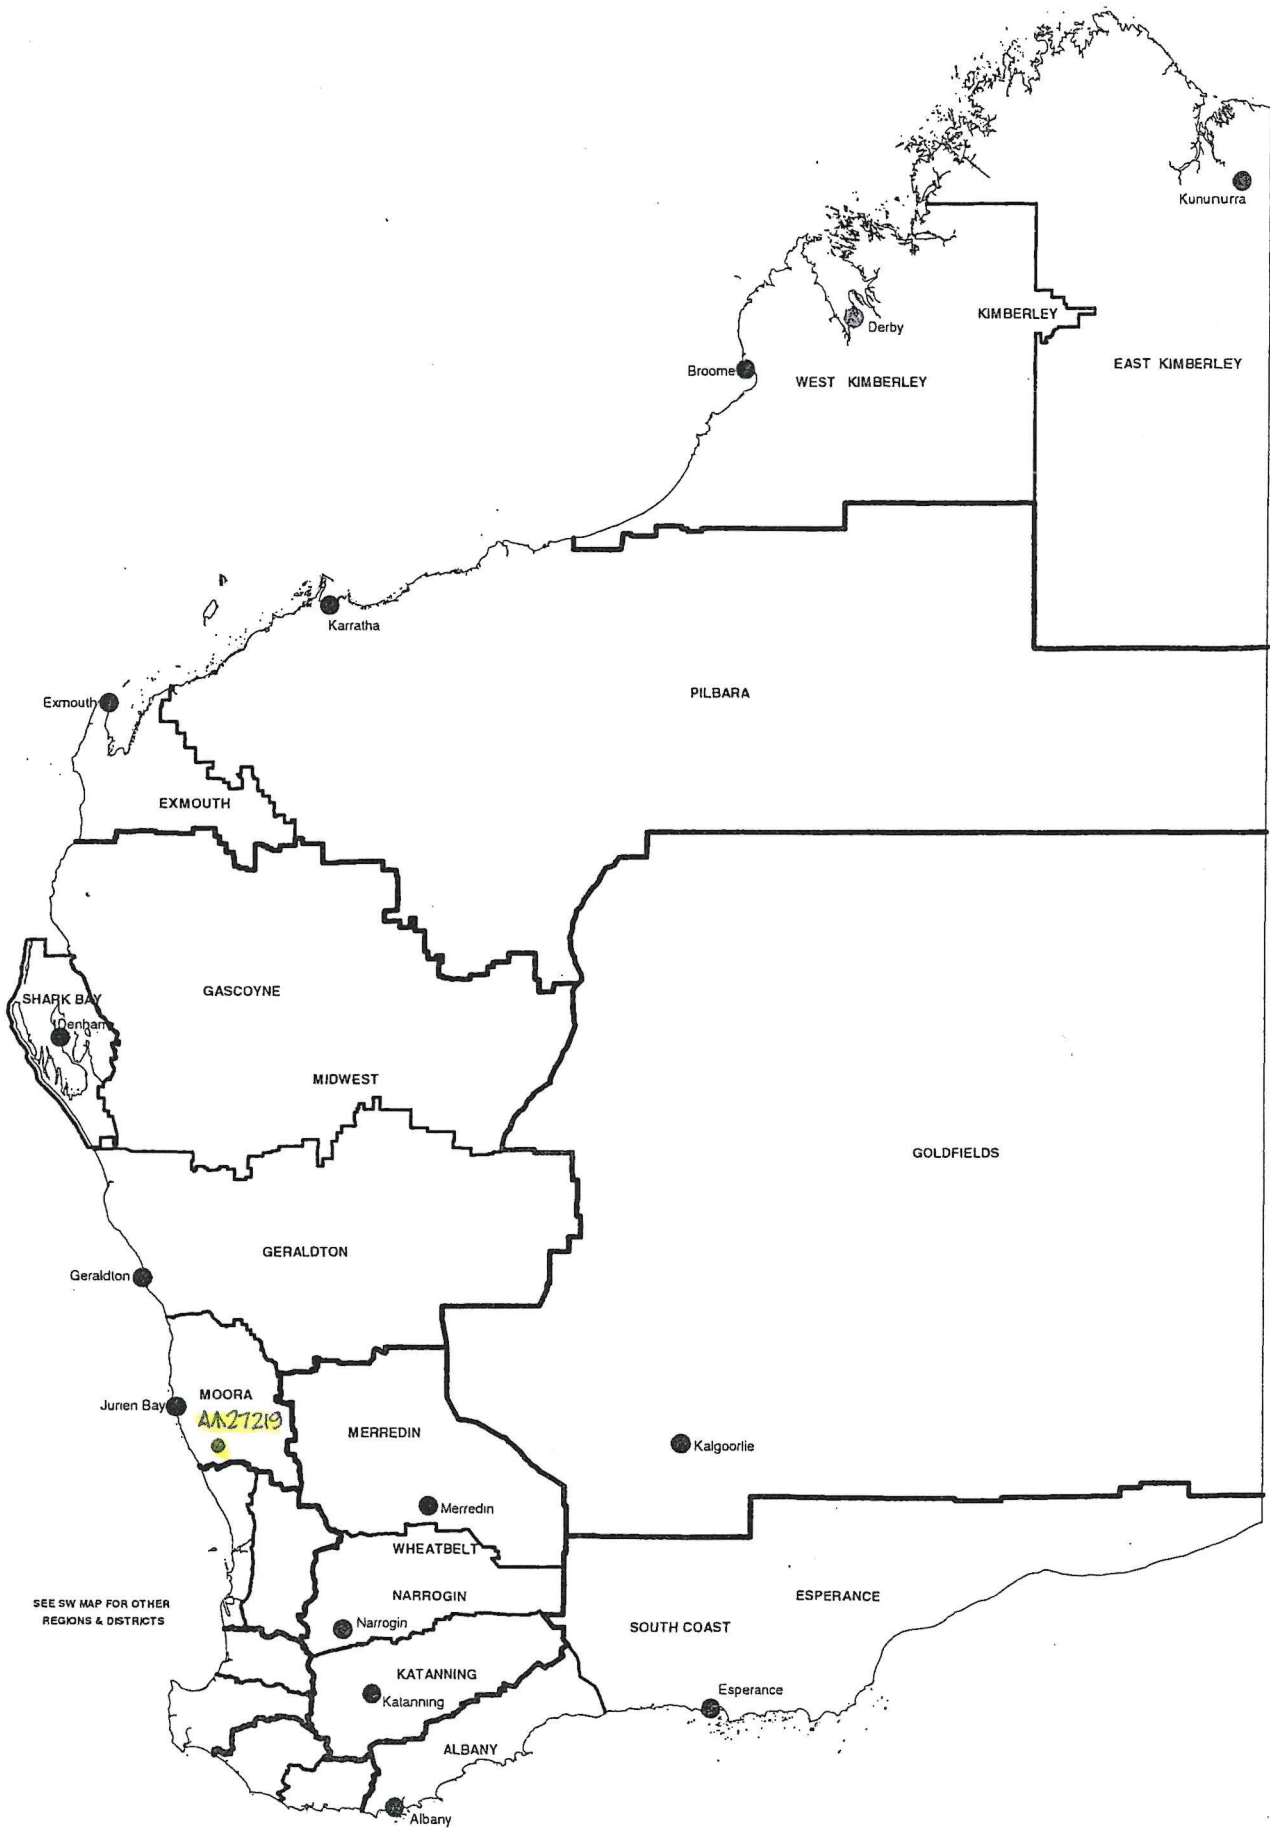 Kununurra
KIMBERLEY
Derby
EAST KIMBERLEY
Broome
WEST KIMBERLEY
Karratha
PILBARA
Exmouth
EXMOUTH
GASCOYNE
SHARK BAY
Denham
MIDWEST
GOLDFIELDS
GERALDTON
Geraldton
MOORA
Jurien Bay
AA27219
MERREDIN
Kalgoorlie
Merredin
WHEATBELT
NARROGIN
ESPERANCE
SEE SW MAP FOR OTHER
REGIONS & DISTRICTS
Narrogin
SOUTH COAST
KATANNING
Katanning
Esperance
ALBANY
Albany